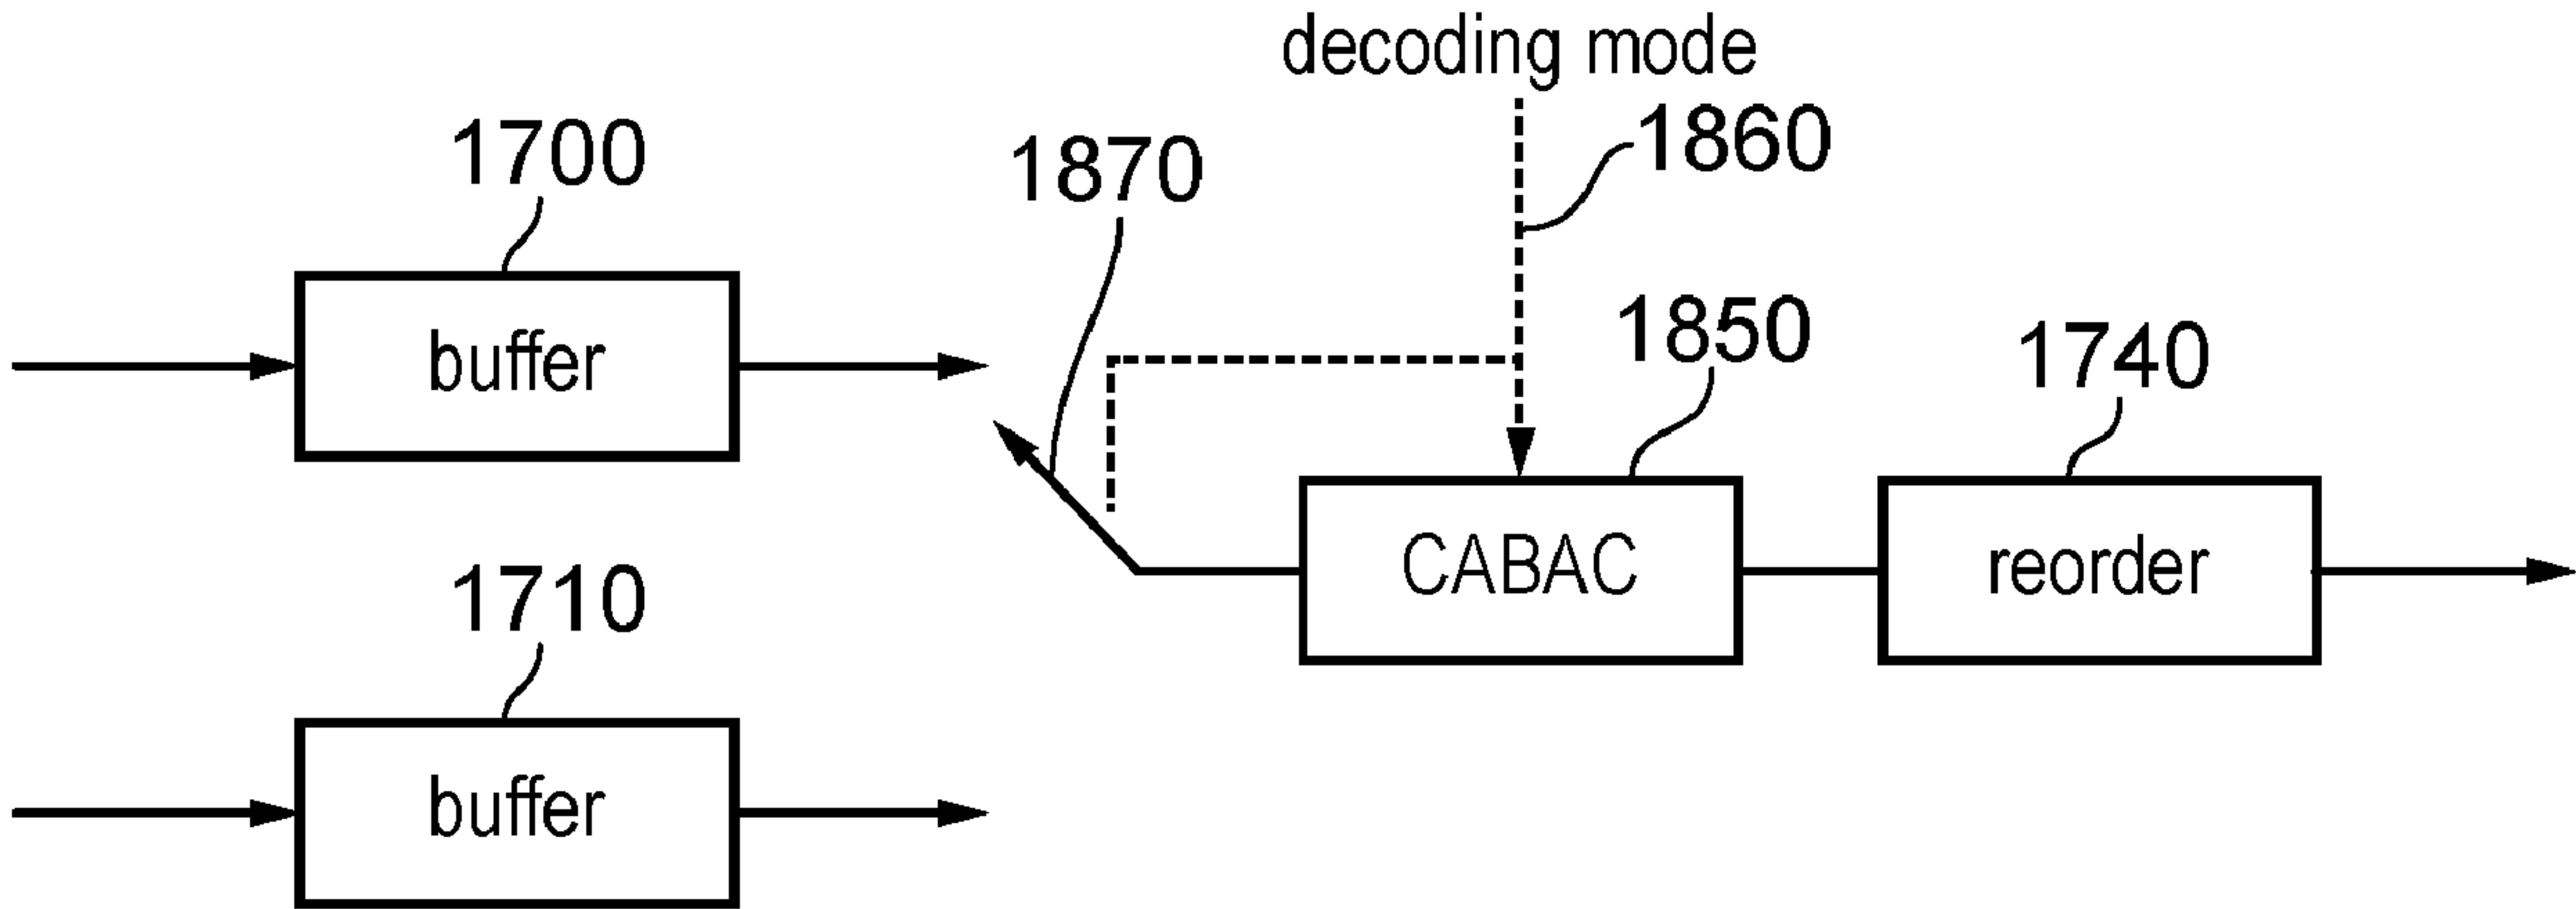 decoding mode
1700
1870
1860
buffer
1850
1740
1710
CABAC
reorder
buffer